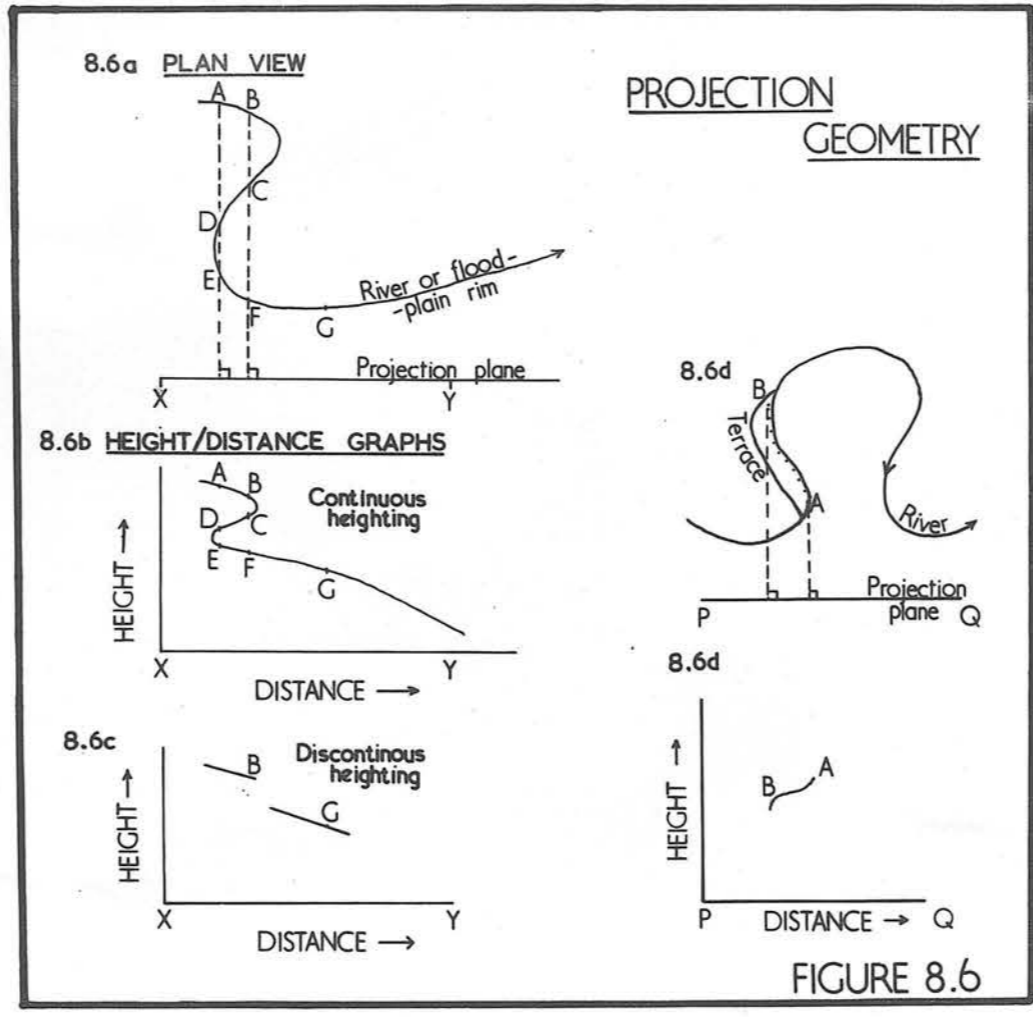 PROJECTION
GEOMETRY
8.6a PLAN VIEW
A
B
C
D
E
F
G
River or flood-
-plain rim
Projection plane
X
Y
8.6b HEIGHT/DISTANCE GRAPHS
Continuous
heighting
A
B
D
C
E
F
G
HEIGHT →
X
Y
DISTANCE →
8.6c
Discontinous
heighting
B
G
HEIGHT →
X
Y
DISTANCE →
8.6d
B
Terrace
A
River
Projection
plane
P
Q
8.6d
B
A
HEIGHT →
P
DISTANCE → Q
FIGURE 8.6